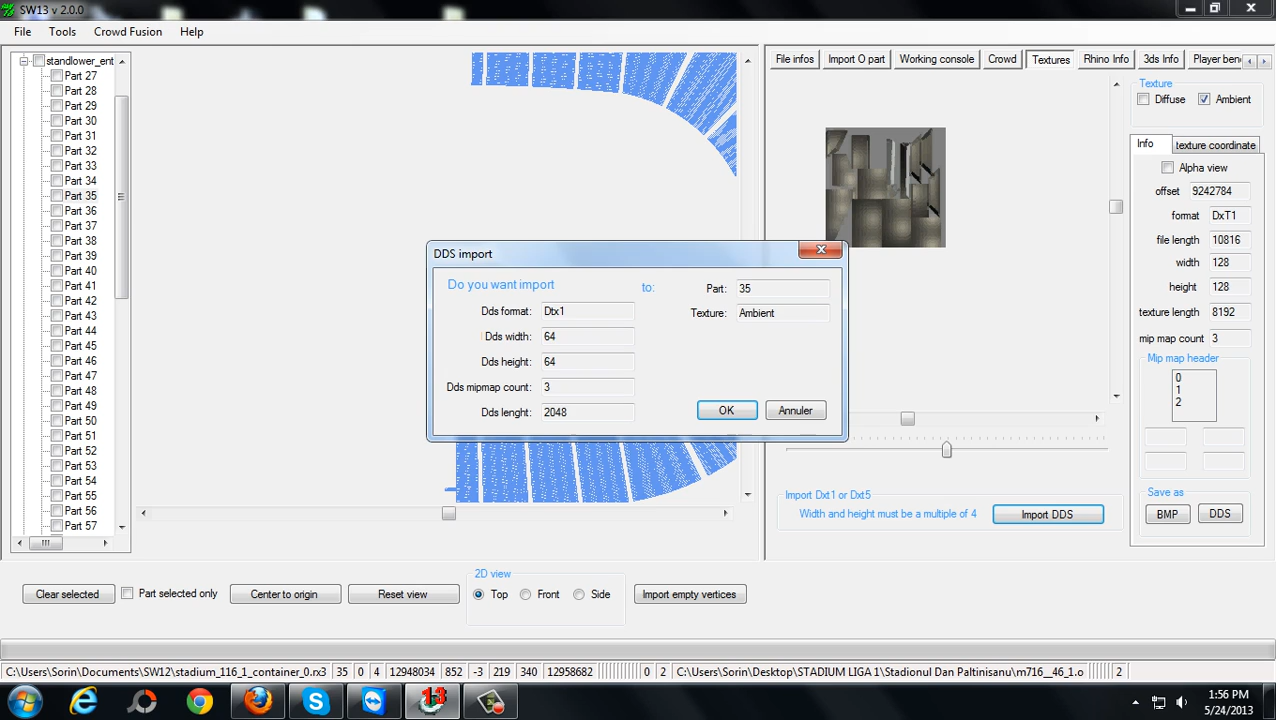 SW13 v 2.0.0
File Tools Crowd Fusion Help
standlower_ent
Part 27
Part 28
Part 29
Part 30
Part 31
Part 32
Part 33
Part 34
Part 35
Part 36
Part 37
Part 38
Part 39
Part 40
Part 41
Part 42
Part 43
Part 44
Part 45
Part 46
Part 47
Part 48
Part 49
Part 50
Part 51
Part 52
Part 53
Part 54
Part 55
Part 56
Part 57
File infos Import O part Working console Crowd Textures Rhino Info 3ds Info Player benc
Texture
Diffuse Ambient
Info texture coordinate
Alpha view
offset 9242784
format DxT1
file length 10816
width 128
height 128
texture length 8192
mip map count 3
Mip map header
0
1
2
Save as
BMP DDS
DDS import
Do you want import to:
Part: 35
Texture: Ambient
Dds format: Dtx1
Dds width: 64
Dds height: 64
Dds mipmap count: 3
Dds lenght: 2048
OK Annuler
Import Dxt1 or Dxt5
Width and height must be a multiple of 4 Import DDS
2D view
Clear selected Part selected only Center to origin Reset view Top Front Side Import empty vertices
C:\Users\Sorin\Documents\SW12\stadium_116_1_container_0.rx3 35 0 4 12948034 852 -3 219 340 12958682 0 2 C:\Users\Sorin\Desktop\STADIUM LIGA 1\Stadionul Dan Paltinisanu\m716__46_1.o 2
13
1:56 PM
5/24/2013